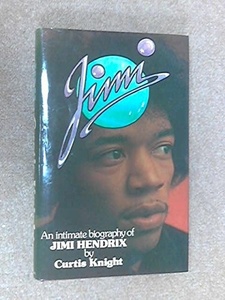 Jimi
An intimate biography of
JIMI HENDRIX
by
Curtis Knight